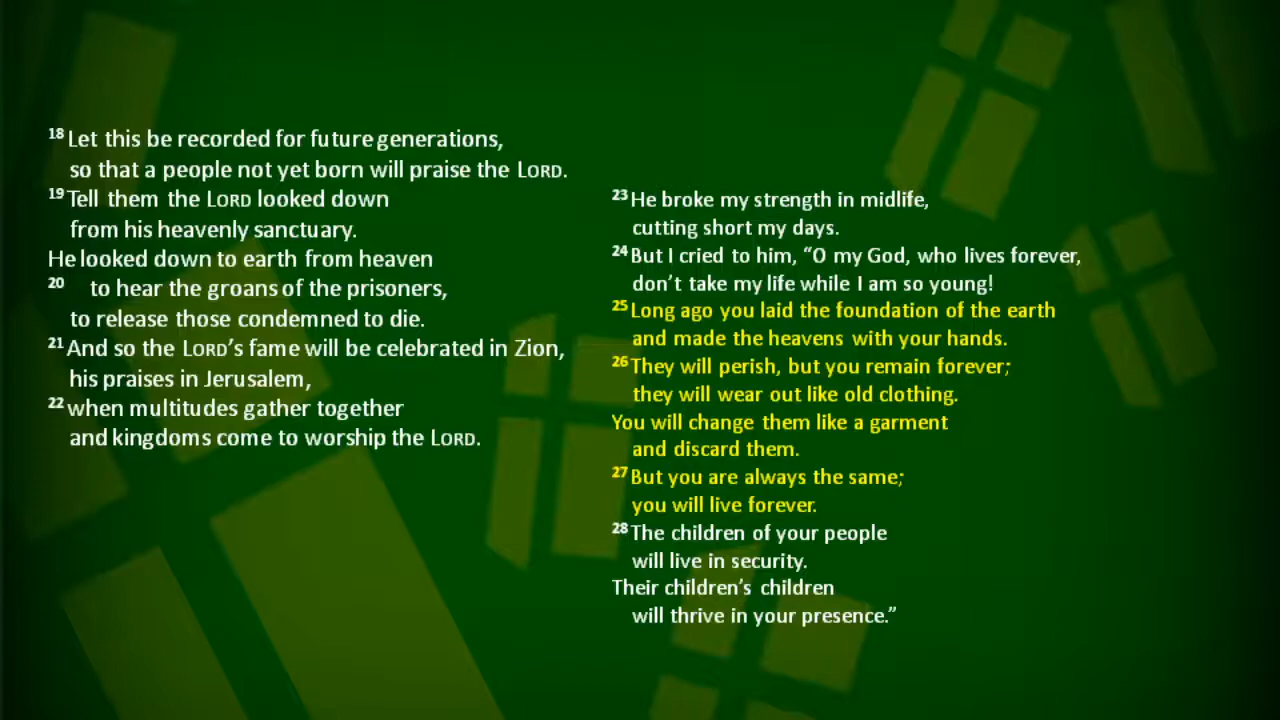 18 Let this be recorded for future generations,
so that a people not yet born will praise the LORD.
19 Tell them the LORD looked down
from his heavenly sanctuary.
He looked down to earth from heaven
20 to hear the groans of the prisoners,
to release those condemned to die.
21 And so the LORD’s fame will be celebrated in Zion,
his praises in Jerusalem,
22 when multitudes gather together
and kingdoms come to worship the LORD.
23 He broke my strength in midlife,
cutting short my days.
24 But I cried to him, “O my God, who lives forever,
don’t take my life while I am so young!
25 Long ago you laid the foundation of the earth
and made the heavens with your hands.
26 They will perish, but you remain forever;
they will wear out like old clothing.
You will change them like a garment
and discard them.
27 But you are always the same;
you will live forever.
28 The children of your people
will live in security.
Their children’s children
will thrive in your presence.”